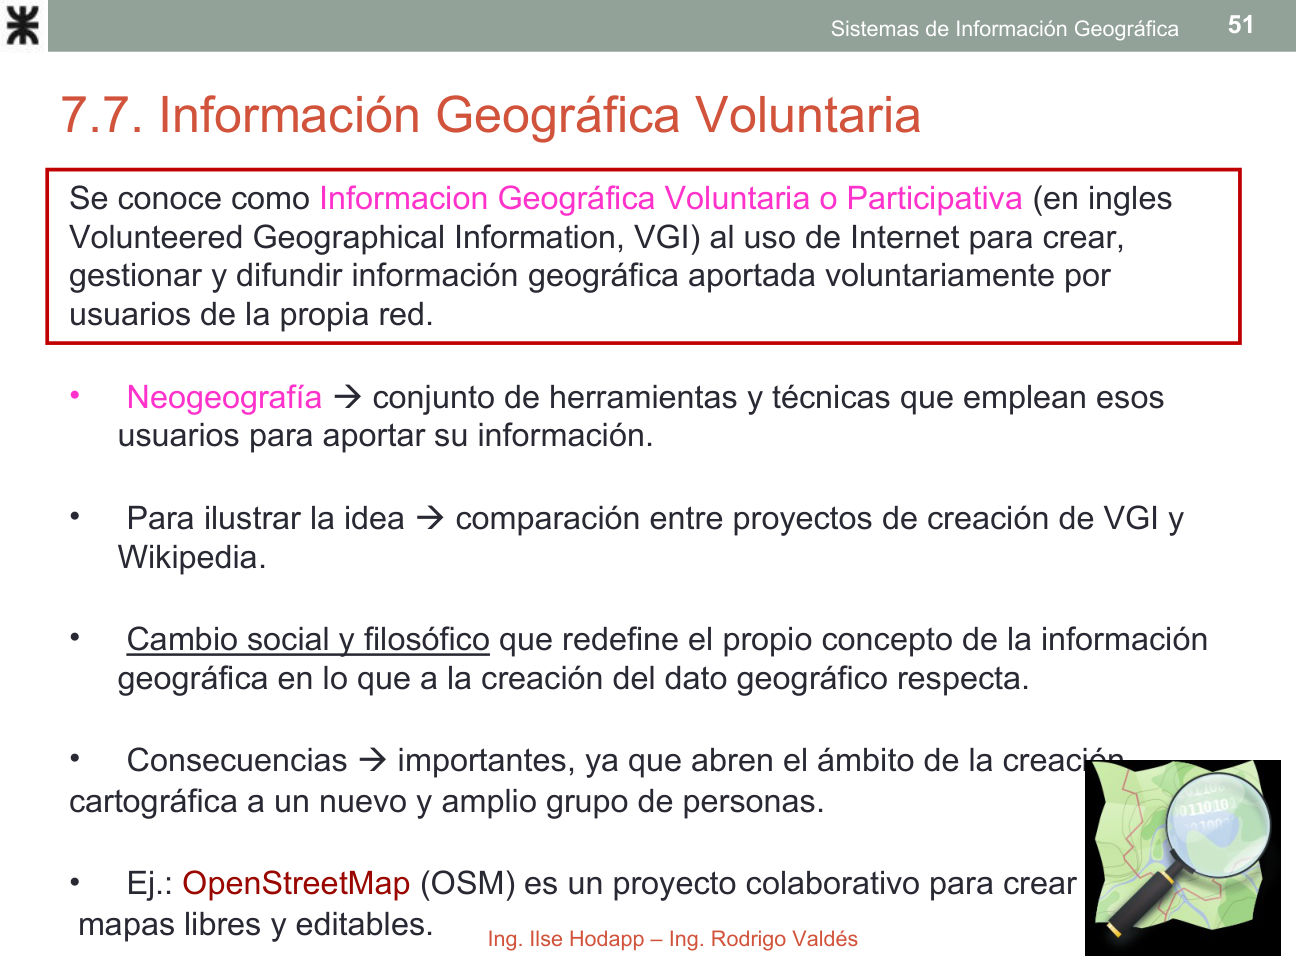 Sistemas de Información Geográfica 51
7.7. Información Geográfica Voluntaria
Se conoce como Informacion Geográfica Voluntaria o Participativa (en ingles
Volunteered Geographical Information, VGI) al uso de Internet para crear,
gestionar y difundir información geográfica aportada voluntariamente por
usuarios de la propia red.
• Neogeografía → conjunto de herramientas y técnicas que emplean esos
usuarios para aportar su información.
• Para ilustrar la idea → comparación entre proyectos de creación de VGI y
Wikipedia.
• Cambio social y filosófico que redefine el propio concepto de la información
geográfica en lo que a la creación del dato geográfico respecta.
• Consecuencias → importantes, ya que abren el ámbito de la creación
cartográfica a un nuevo y amplio grupo de personas.
• Ej.: OpenStreetMap (OSM) es un proyecto colaborativo para crear
mapas libres y editables.
Ing. Ilse Hodapp – Ing. Rodrigo Valdés